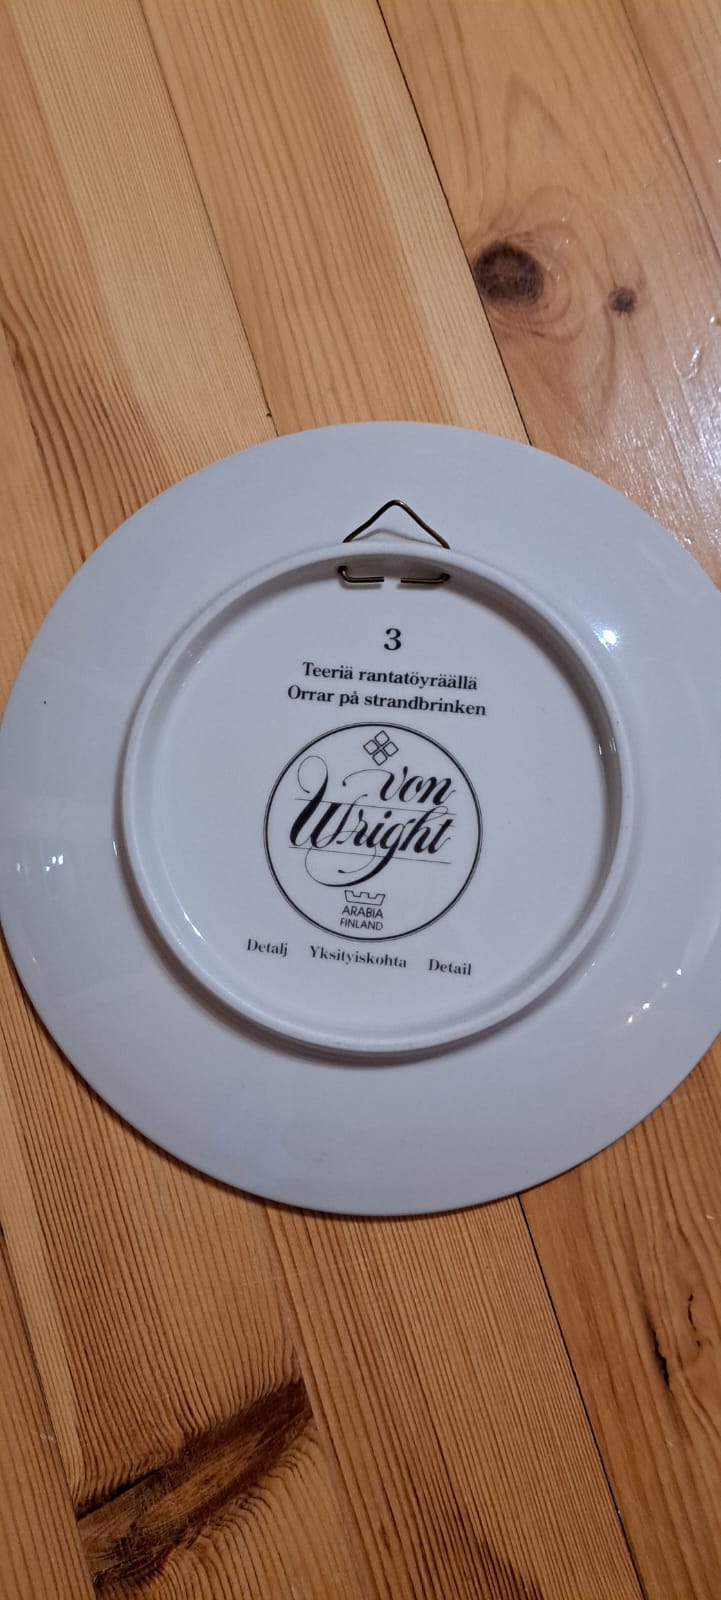 3
Teeriä rantatöyräällä
Orrar på strandbrinken
von
Wright
ARABIA
FINLAND
Detalj Yksityiskohta Detail